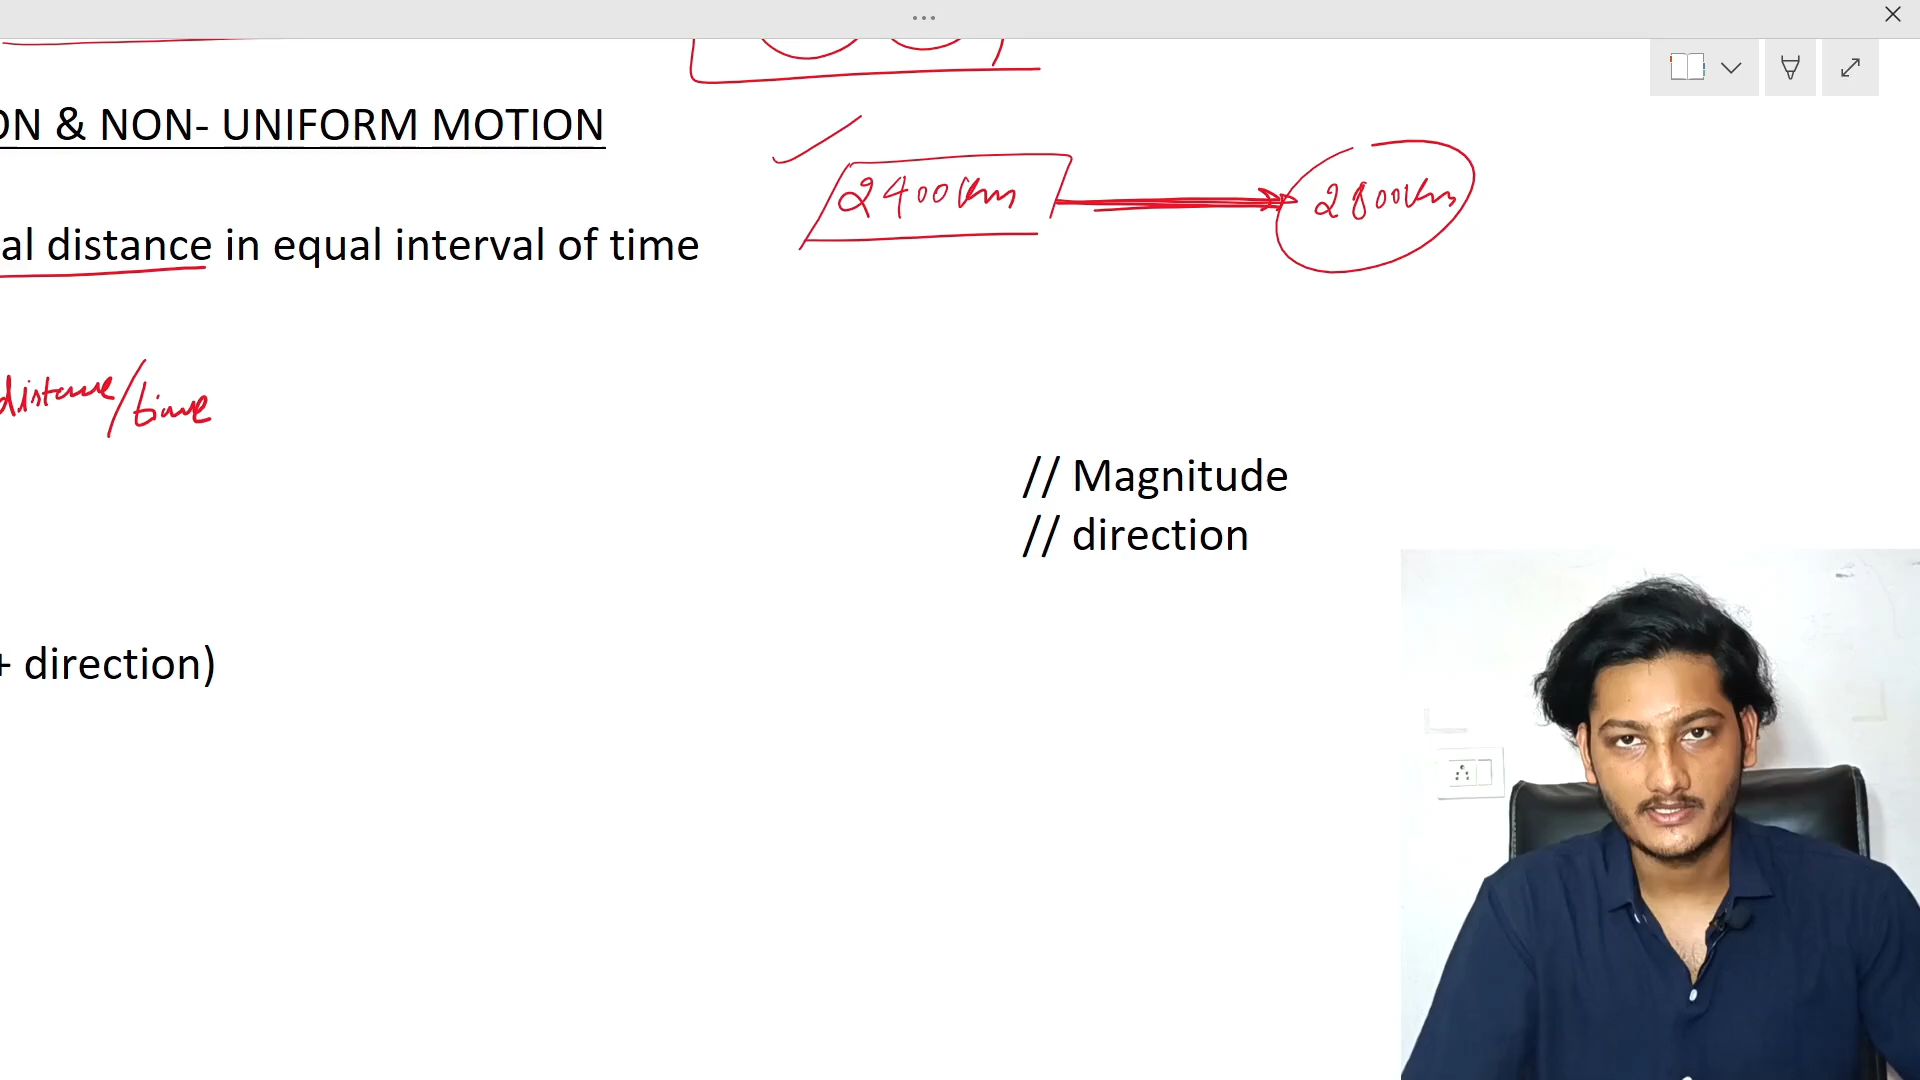 ON & NON- UNIFORM MOTION
2400km
2800km
al distance in equal interval of time
distance/time
// Magnitude
// direction
+ direction)